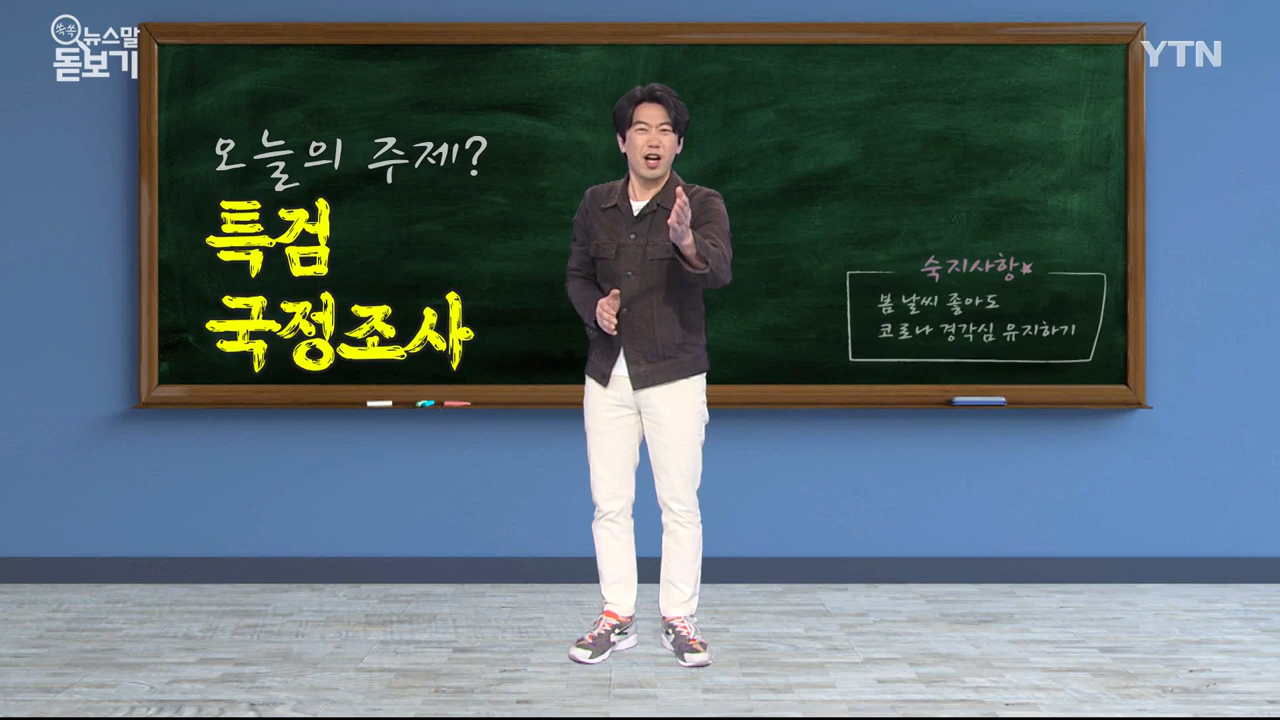 쏙쏙
뉴스말
돋보기
YTN
오늘의 주제?
특검
국정조사
숙지사항
봄 날씨 좋아도
코로나 경각심 유지하기